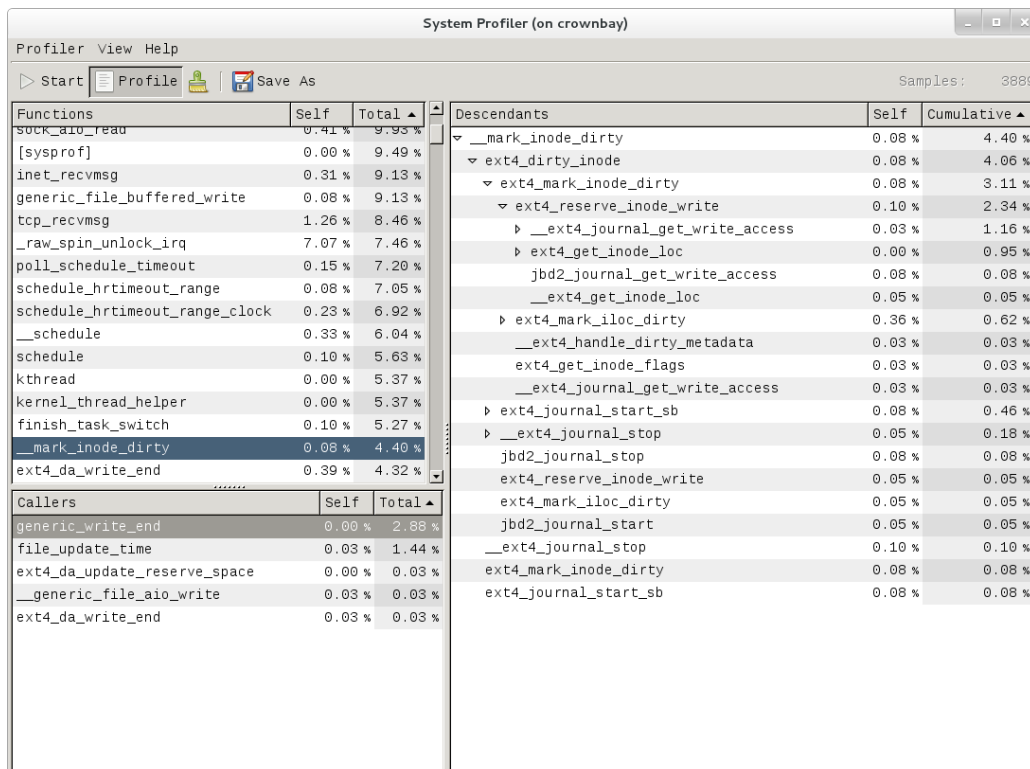 System Profiler (on crownbay)
Profiler View Help
Start Profile Save As Samples: 3889
Functions Self Total
sock_aio_read 0.41 % 9.93 %
[sysprof] 0.00 % 9.49 %
inet_recvmsg 0.31 % 9.13 %
generic_file_buffered_write 0.08 % 9.13 %
tcp_recvmsg 1.26 % 8.46 %
_raw_spin_unlock_irq 7.07 % 7.46 %
poll_schedule_timeout 0.15 % 7.20 %
schedule_hrtimeout_range 0.08 % 7.05 %
schedule_hrtimeout_range_clock 0.23 % 6.92 %
__schedule 0.33 % 6.04 %
schedule 0.10 % 5.63 %
kthread 0.00 % 5.37 %
kernel_thread_helper 0.00 % 5.37 %
finish_task_switch 0.10 % 5.27 %
__mark_inode_dirty 0.08 % 4.40 %
ext4_da_write_end 0.39 % 4.32 %
Callers Self Total
generic_write_end 0.00 % 2.88 %
file_update_time 0.03 % 1.44 %
ext4_da_update_reserve_space 0.00 % 0.03 %
__generic_file_aio_write 0.03 % 0.03 %
ext4_da_write_end 0.03 % 0.03 %
Descendants Self Cumulative
__mark_inode_dirty 0.08 % 4.40 %
ext4_dirty_inode 0.08 % 4.06 %
ext4_mark_inode_dirty 0.08 % 3.11 %
ext4_reserve_inode_write 0.10 % 2.34 %
__ext4_journal_get_write_access 0.03 % 1.16 %
ext4_get_inode_loc 0.00 % 0.95 %
jbd2_journal_get_write_access 0.08 % 0.08 %
__ext4_get_inode_loc 0.05 % 0.05 %
ext4_mark_iloc_dirty 0.36 % 0.62 %
__ext4_handle_dirty_metadata 0.03 % 0.03 %
ext4_get_inode_flags 0.03 % 0.03 %
__ext4_journal_get_write_access 0.03 % 0.03 %
ext4_journal_start_sb 0.08 % 0.46 %
__ext4_journal_stop 0.05 % 0.18 %
jbd2_journal_stop 0.08 % 0.08 %
ext4_reserve_inode_write 0.05 % 0.05 %
ext4_mark_iloc_dirty 0.05 % 0.05 %
jbd2_journal_start 0.05 % 0.05 %
__ext4_journal_stop 0.10 % 0.10 %
ext4_mark_inode_dirty 0.08 % 0.08 %
ext4_journal_start_sb 0.08 % 0.08 %